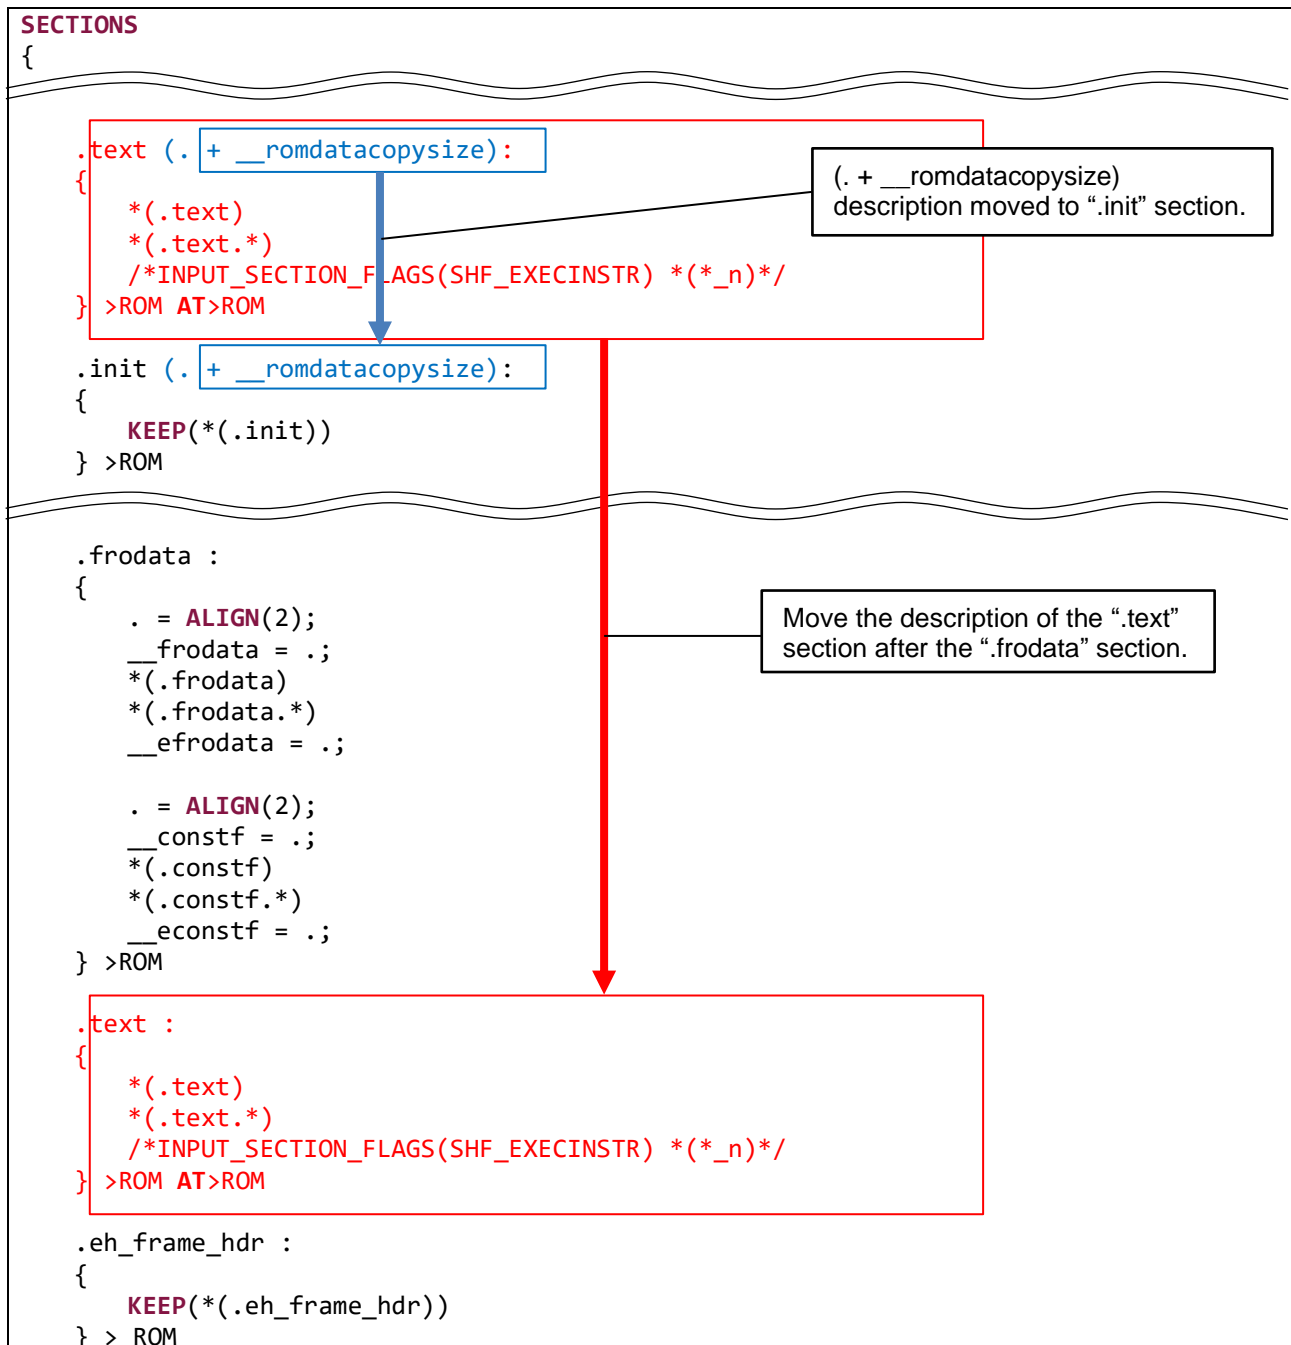 SECTIONS
{
.text (. + __romdatacopysize):
{
*(.text)
*(.text.*)
/*INPUT_SECTION_FLAGS(SHF_EXECINSTR) *(*_n)*/
} >ROM AT>ROM
(. + __romdatacopysize)
description moved to “.init” section.
.init (. + __romdatacopysize):
{
KEEP(*(.init))
} >ROM
.frodata :
{
. = ALIGN(2);
__frodata = .;
*(.frodata)
*(.frodata.*)
__efrodata = .;
. = ALIGN(2);
__constf = .;
*(.constf)
*(.constf.*)
__econstf = .;
} >ROM
Move the description of the “.text”
section after the “.frodata” section.
.text :
{
*(.text)
*(.text.*)
/*INPUT_SECTION_FLAGS(SHF_EXECINSTR) *(*_n)*/
} >ROM AT>ROM
.eh_frame_hdr :
{
KEEP(*(.eh_frame_hdr))
} > ROM